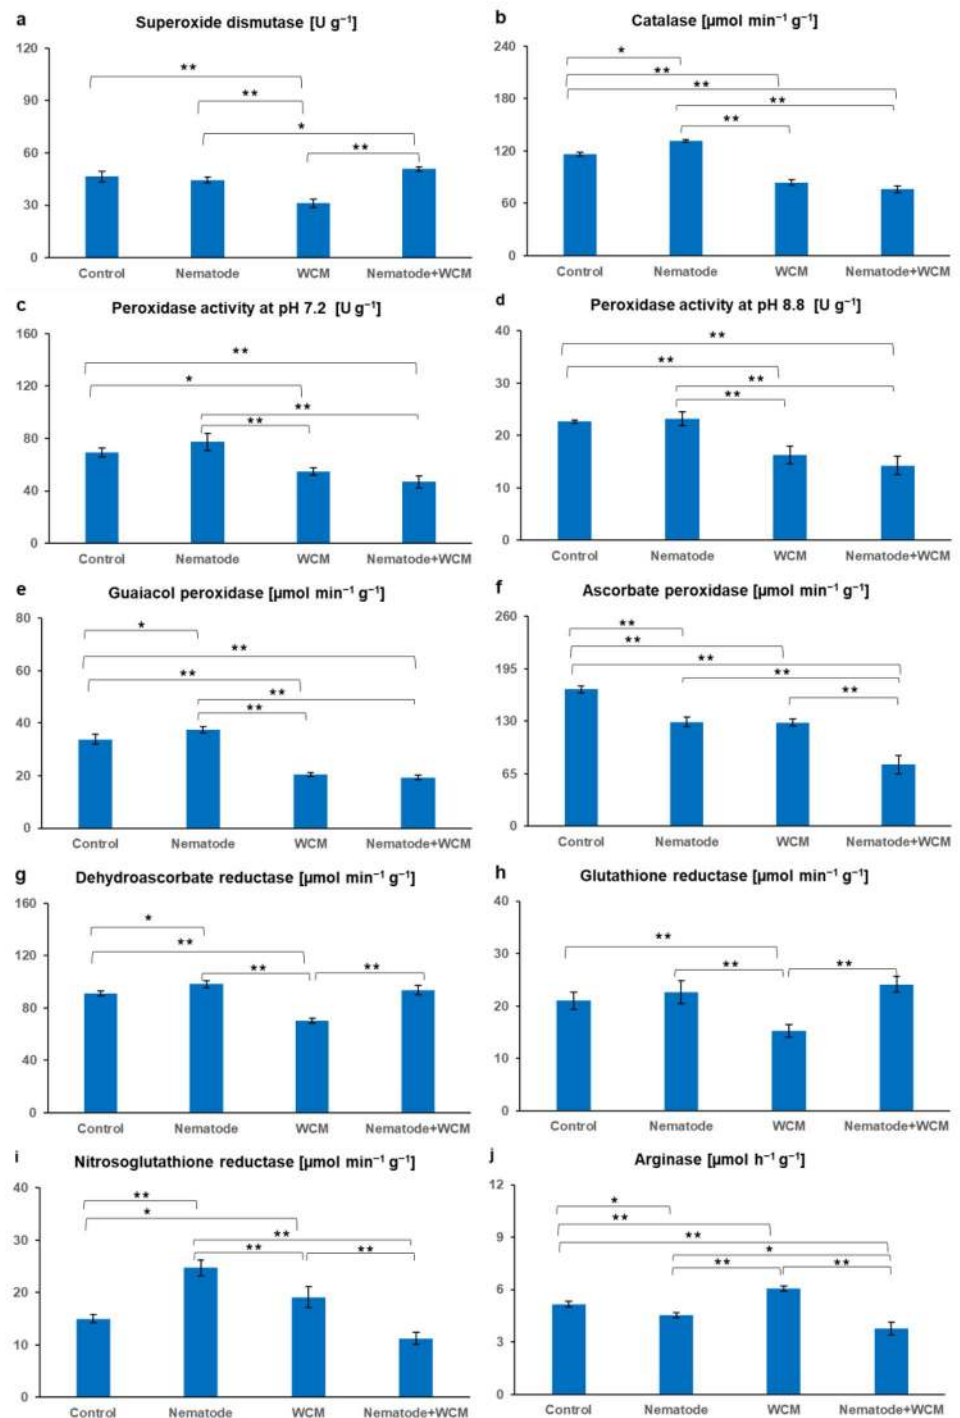 a Superoxide dismutase [U g⁻¹]
120
90
60
30
0
** ** * **
Control Nematode WCM Nematode+WCM
b Catalase [µmol min⁻¹ g⁻¹]
240
180
120
60
0
* ** ** ** **
Control Nematode WCM Nematode+WCM
c Peroxidase activity at pH 7.2 [U g⁻¹]
160
120
80
40
0
** * ** **
Control Nematode WCM Nematode+WCM
d Peroxidase activity at pH 8.8 [U g⁻¹]
40
30
20
10
0
** ** ** **
Control Nematode WCM Nematode+WCM
e Guaiacol peroxidase [µmol min⁻¹ g⁻¹]
80
60
40
20
0
* ** ** ** **
Control Nematode WCM Nematode+WCM
f Ascorbate peroxidase [µmol min⁻¹ g⁻¹]
260
195
130
65
0
** ** ** ** **
Control Nematode WCM Nematode+WCM
g Dehydroascorbate reductase [µmol min⁻¹ g⁻¹]
160
120
80
40
0
* ** ** **
Control Nematode WCM Nematode+WCM
h Glutathione reductase [µmol min⁻¹ g⁻¹]
40
30
20
10
0
** ** **
Control Nematode WCM Nematode+WCM
i Nitrosoglutathione reductase [µmol min⁻¹ g⁻¹]
40
30
20
10
0
** * ** ** **
Control Nematode WCM Nematode+WCM
j Arginase [µmol h⁻¹ g⁻¹]
12
9
6
3
0
* ** ** * ** **
Control Nematode WCM Nematode+WCM